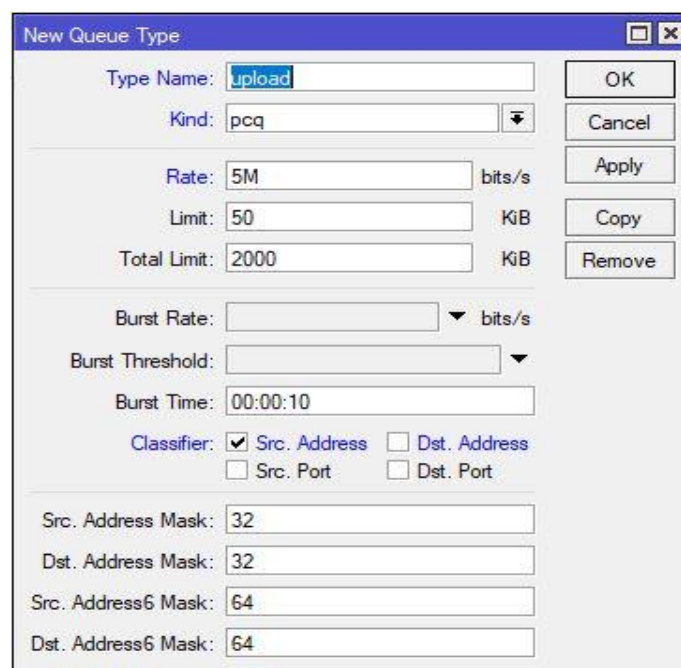 New Queue Type
Type Name: upload
OK
Kind: pcq
Cancel
Rate: 5M bits/s
Apply
Limit: 50 KiB
Copy
Total Limit: 2000 KiB
Remove
Burst Rate: bits/s
Burst Threshold:
Burst Time: 00:00:10
Classifier: Src. Address Dst. Address
Src. Port Dst. Port
Src. Address Mask: 32
Dst. Address Mask: 32
Src. Address6 Mask: 64
Dst. Address6 Mask: 64